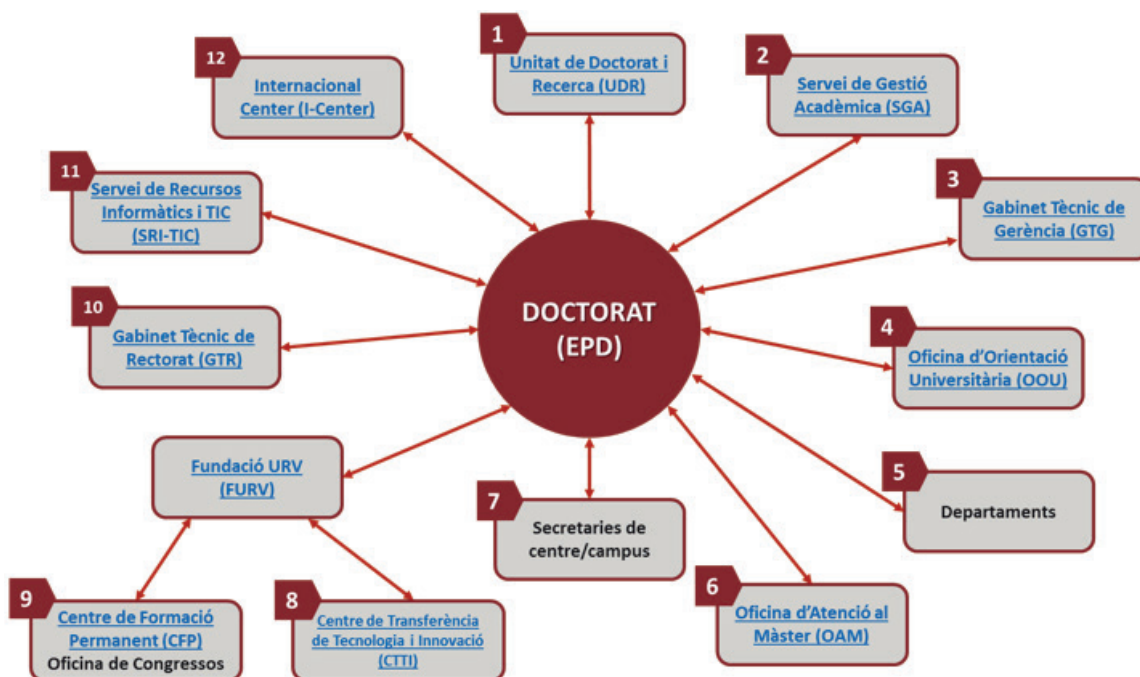 1
Unitat de Doctorat i
Recerca (UDR)
2
Servei de Gestió
Acadèmica (SGA)
3
Gabinet Tècnic de
Gerència (GTG)
4
Oficina d'Orientació
Universitària (OOU)
5
Departaments
6
Oficina d'Atenció al
Màster (OAM)
7
Secretaries de
centre/campus
8
Centre de Transferència
de Tecnologia i Innovació
(CTTI)
9
Centre de Formació
Permanent (CFP)
Oficina de Congressos
Fundació URV
(FURV)
10
Gabinet Tècnic de
Rectorat (GTR)
11
Servei de Recursos
Informàtics i TIC
(SRI-TIC)
12
Internacional
Center (I-Center)
DOCTORAT
(EPD)